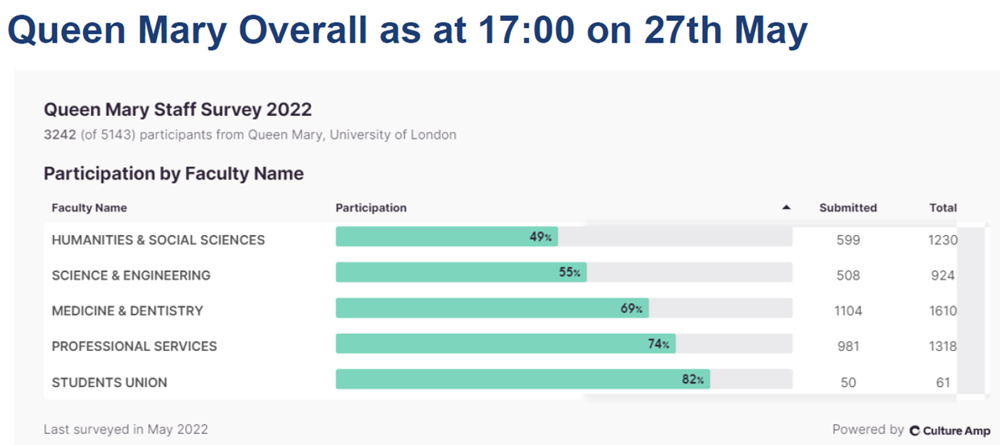 Queen Mary Overall as at 17:00 on 27th May
Queen Mary Staff Survey 2022
3242 (of 5143) participants from Queen Mary, University of London
Participation by Faculty Name
Faculty Name Participation Submitted Total
HUMANITIES & SOCIAL SCIENCES 49% 599 1230
SCIENCE & ENGINEERING 55% 508 924
MEDICINE & DENTISTRY 69% 1104 1610
PROFESSIONAL SERVICES 74% 981 1318
STUDENTS UNION 82% 50 61
Last surveyed in May 2022 Powered by Culture Amp